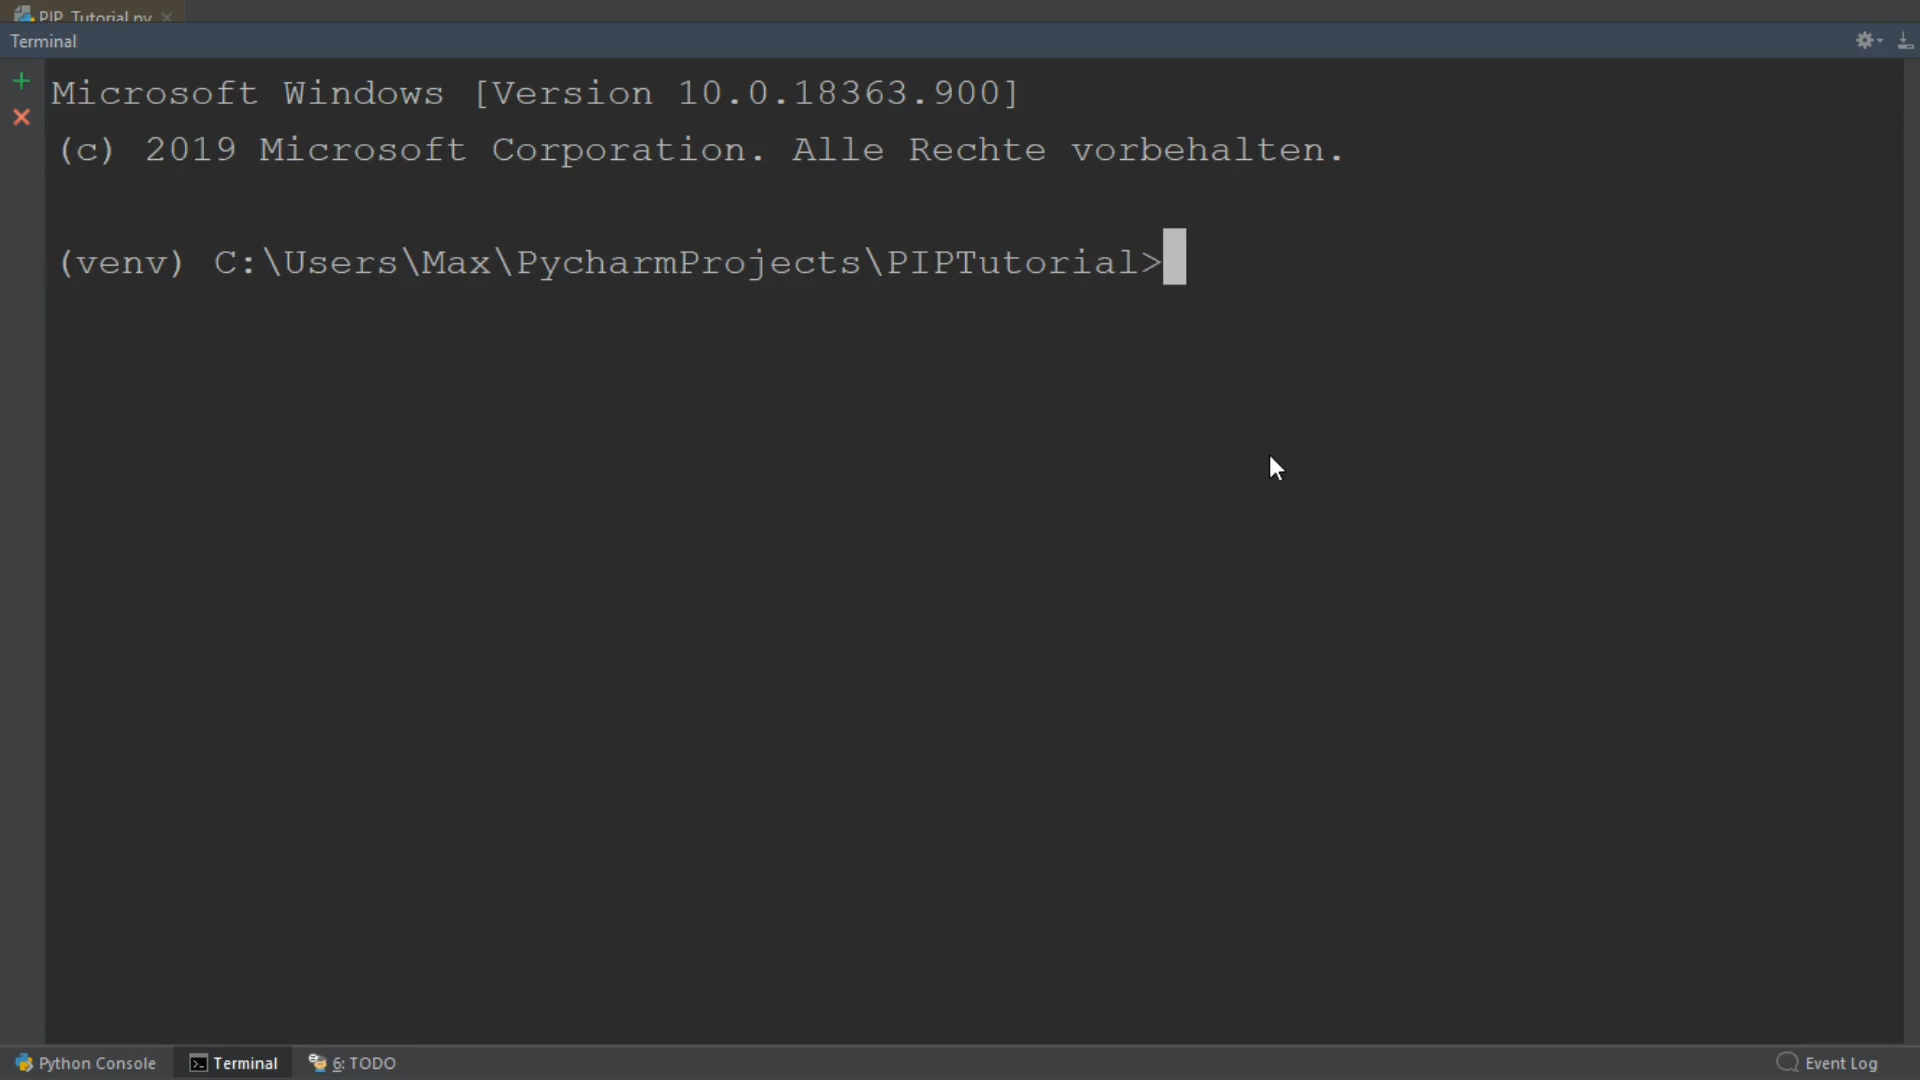 PIP_Tutorial.py
Terminal
Microsoft Windows [Version 10.0.18363.900]
(c) 2019 Microsoft Corporation. Alle Rechte vorbehalten.
(venv) C:\Users\Max\PycharmProjects\PIPTutorial>
Python Console Terminal 6: TODO Event Log